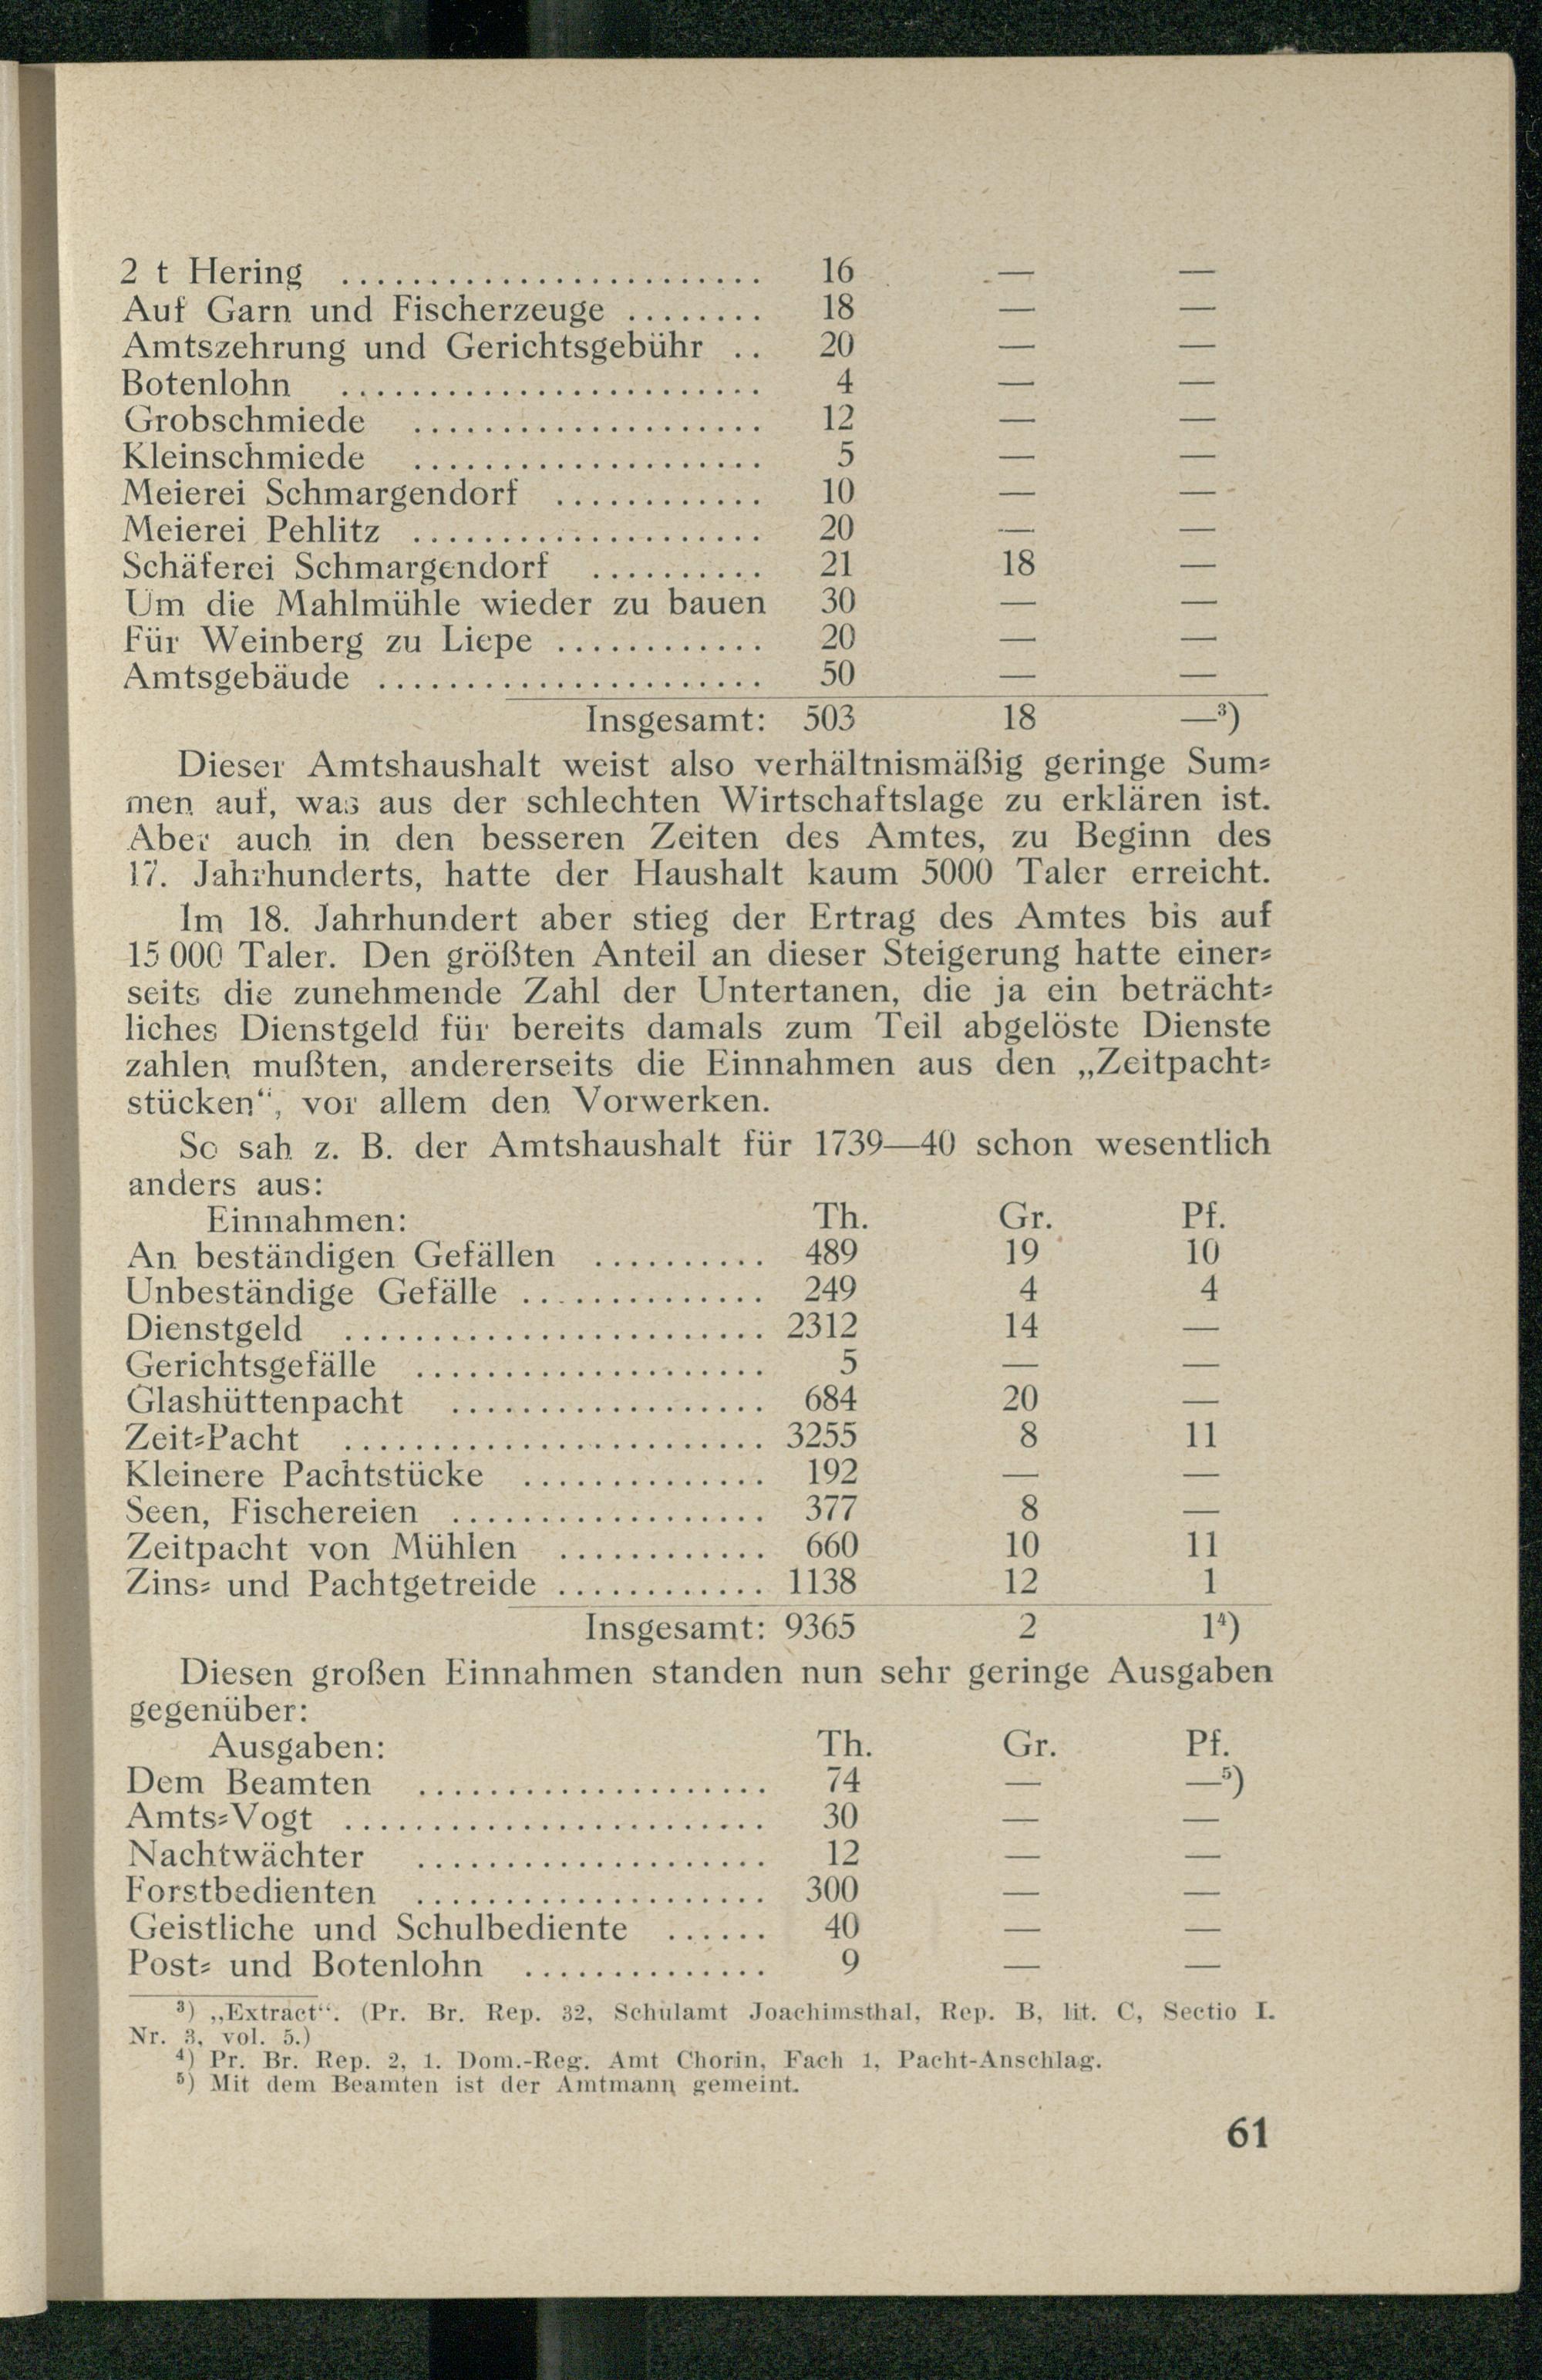 2 t Hering ........................ 16 — —
Auf Garn und Fischerzeuge ........ 18 — —
Amtszehrung und Gerichtsgebühr .. 20 — —
Botenlohn ........................ 4 — —
Grobschmiede .................... 12 — —
Kleinschmiede .................... 5 — —
Meierei Schmargendorf ............ 10 — —
Meierei Pehlitz .................... 20 — —
Schäferei Schmargendorf .......... 21 18 —
Um die Mahlmühle wieder zu bauen 30 — —
Für Weinberg zu Liepe ............ 20 — —
Amtsgebäude ...................... 50 — —
Insgesamt: 503 18 —³)
Dieser Amtshaushalt weist also verhältnismäßig geringe Sum⸗
men auf, was aus der schlechten Wirtschaftslage zu erklären ist.
Aber auch in den besseren Zeiten des Amtes, zu Beginn des
17. Jahrhunderts, hatte der Haushalt kaum 5000 Taler erreicht.
Im 18. Jahrhundert aber stieg der Ertrag des Amtes bis auf
15 000 Taler. Den größten Anteil an dieser Steigerung hatte einer⸗
seits die zunehmende Zahl der Untertanen, die ja ein beträcht⸗
liches Dienstgeld für bereits damals zum Teil abgelöste Dienste
zahlen mußten, andererseits die Einnahmen aus den „Zeitpacht⸗
stücken“, vor allem den Vorwerken.
So sah z. B. der Amtshaushalt für 1739—40 schon wesentlich
anders aus:
Einnahmen: Th. Gr. Pf.
An beständigen Gefällen .......... 489 19 10
Unbeständige Gefälle .............. 249 4 4
Dienstgeld ........................ 2312 14 —
Gerichtsgefälle .................... 5 — —
Glashüttenpacht .................. 684 20 —
Zeit⸗Pacht ........................ 3255 8 11
Kleinere Pachtstücke .............. 192 — —
Seen, Fischereien .................. 377 8 —
Zeitpacht von Mühlen ............ 660 10 11
Zins⸗ und Pachtgetreide ............ 1138 12 1
Insgesamt: 9365 2 1⁴)
Diesen großen Einnahmen standen nun sehr geringe Ausgaben
gegenüber:
Ausgaben: Th. Gr. Pf.
Dem Beamten .................... 74 — —⁵)
Amts⸗Vogt ........................ 30 — —
Nachtwächter .................... 12 — —
Forstbedienten .................... 300 — —
Geistliche und Schulbediente ...... 40 — —
Post⸗ und Botenlohn .............. 9 — —
³) „Extract“. (Pr. Br. Rep. 32, Schulamt Joachimsthal, Rep. B, lit. C, Sectio I.
Nr. 3, vol. 5.)
⁴) Pr. Br. Rep. 2, 1. Dom.-Reg. Amt Chorin, Fach 1, Pacht-Anschlag.
⁵) Mit dem Beamten ist der Amtmann gemeint.
61